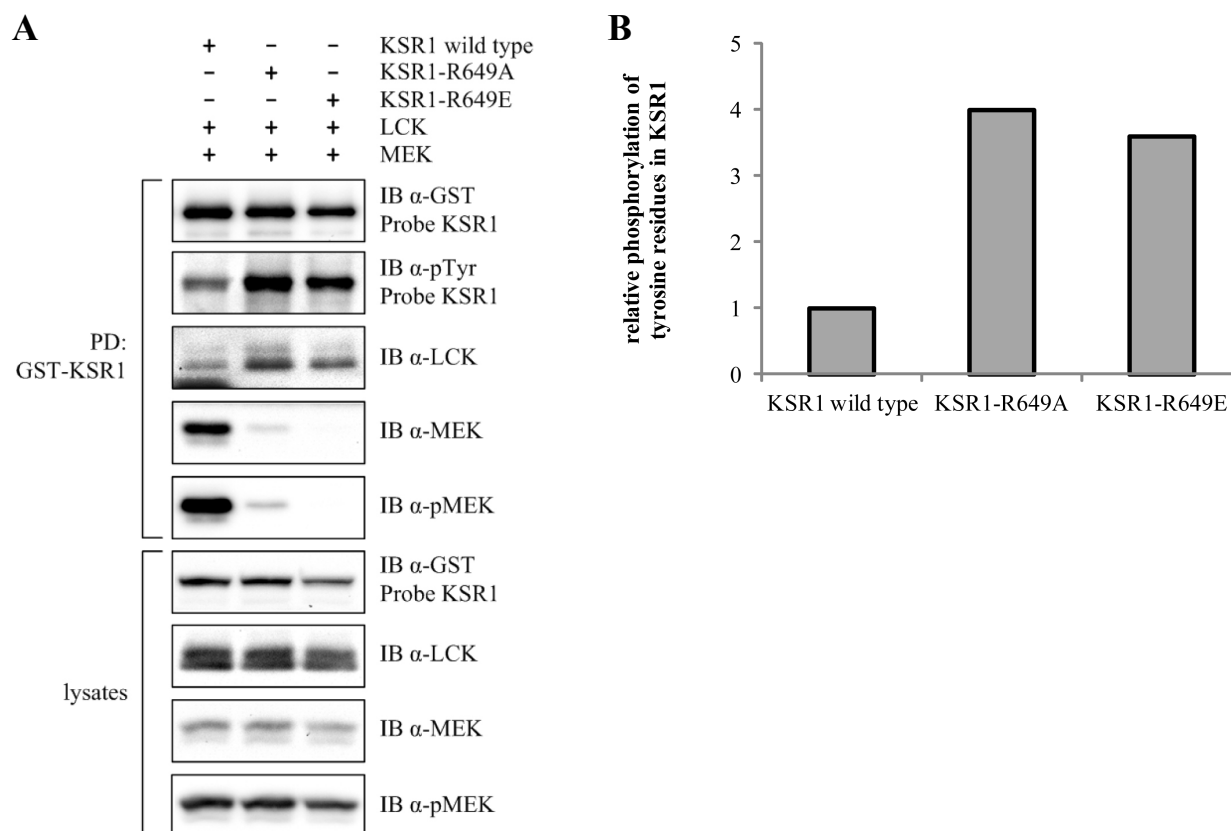 A
+ - - KSR1 wild type
- + - KSR1-R649A
- - + KSR1-R649E
+ + + LCK
+ + + MEK
PD:
GST-KSR1
IB α-GST
Probe KSR1
IB α-pTyr
Probe KSR1
IB α-LCK
IB α-MEK
IB α-pMEK
lysates
IB α-GST
Probe KSR1
IB α-LCK
IB α-MEK
IB α-pMEK
B
relative phosphorylation of
tyrosine residues in KSR1
5
4
3
2
1
0
KSR1 wild type KSR1-R649A KSR1-R649E